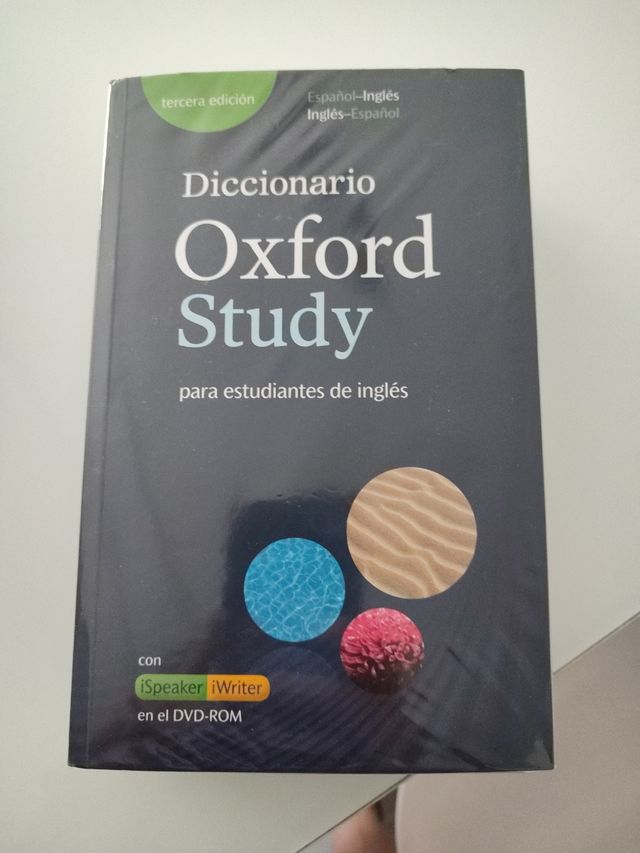 tercera edición
Español–Inglés
Inglés–Español
Diccionario
Oxford
Study
para estudiantes de inglés
con
iSpeaker iWriter
en el DVD-ROM